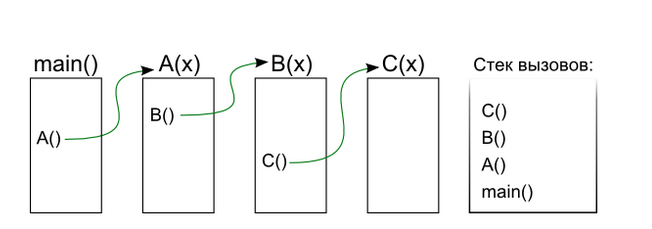 main()
A(x)
B(x)
C(x)
Стек вызовов:
A()
B()
C()
C()
B()
A()
main()